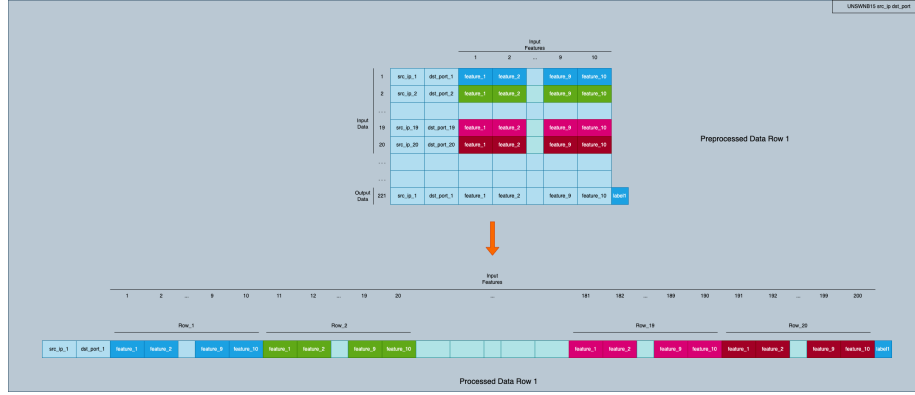 UNSWNB15 src_ip dst_port
Input
Features
1 2 ... 9 10
1 src_ip_1 dst_port_1 feature_1 feature_2 feature_9 feature_10
2 src_ip_2 dst_port_2 feature_1 feature_2 feature_9 feature_10
...
Input
Data
19 src_ip_19 dst_port_19 feature_1 feature_2 feature_9 feature_10
20 src_ip_20 dst_port_20 feature_1 feature_2 feature_9 feature_10
Preprocessed Data Row 1
...
...
Output
Data
221 src_ip_1 dst_port_1 feature_1 feature_2 feature_9 feature_10 label1
Input
Features
1 2 ... 9 10 11 12 ... 19 20 ... 181 182 ... 189 190 191 192 ... 199 200
Row_1 Row_2 Row_19 Row_20
src_ip_1 dst_port_1 feature_1 feature_2 feature_9 feature_10 feature_1 feature_2 feature_9 feature_10 feature_1 feature_2 feature_9 feature_10 feature_1 feature_2 feature_9 feature_10 label1
Processed Data Row 1